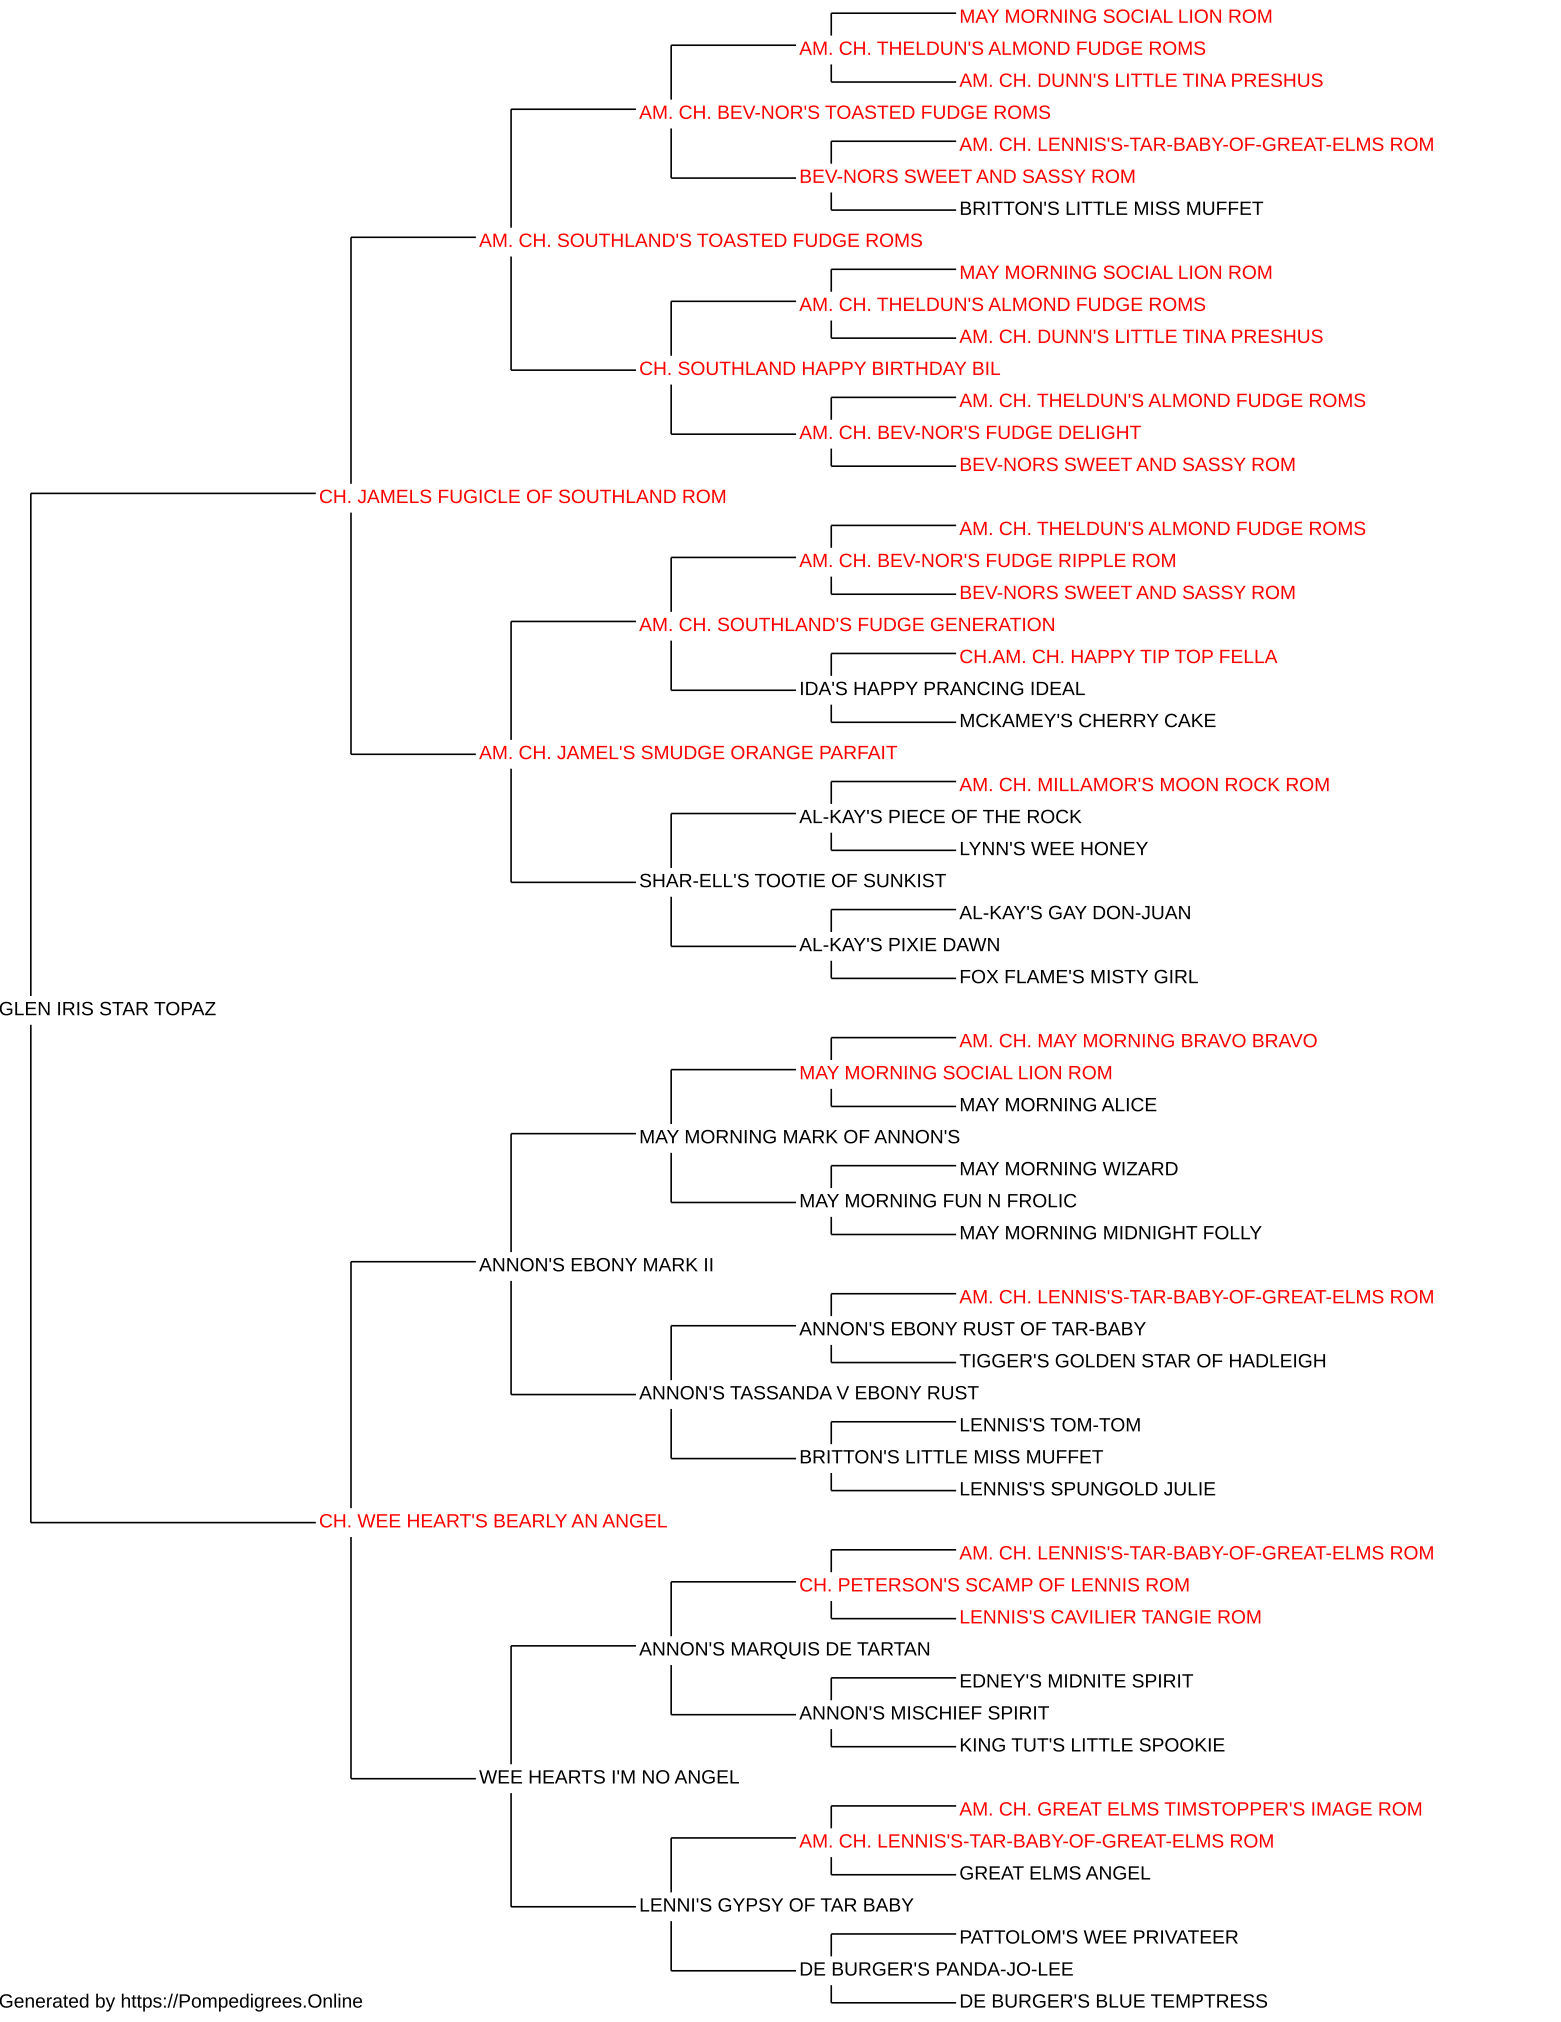 MAY MORNING SOCIAL LION ROM
AM. CH. THELDUN'S ALMOND FUDGE ROMS
AM. CH. DUNN'S LITTLE TINA PRESHUS
AM. CH. BEV-NOR'S TOASTED FUDGE ROMS
AM. CH. LENNIS'S-TAR-BABY-OF-GREAT-ELMS ROM
BEV-NORS SWEET AND SASSY ROM
BRITTON'S LITTLE MISS MUFFET
AM. CH. SOUTHLAND'S TOASTED FUDGE ROMS
MAY MORNING SOCIAL LION ROM
AM. CH. THELDUN'S ALMOND FUDGE ROMS
AM. CH. DUNN'S LITTLE TINA PRESHUS
CH. SOUTHLAND HAPPY BIRTHDAY BIL
AM. CH. THELDUN'S ALMOND FUDGE ROMS
AM. CH. BEV-NOR'S FUDGE DELIGHT
BEV-NORS SWEET AND SASSY ROM
CH. JAMELS FUGICLE OF SOUTHLAND ROM
AM. CH. THELDUN'S ALMOND FUDGE ROMS
AM. CH. BEV-NOR'S FUDGE RIPPLE ROM
BEV-NORS SWEET AND SASSY ROM
AM. CH. SOUTHLAND'S FUDGE GENERATION
CH.AM. CH. HAPPY TIP TOP FELLA
IDA'S HAPPY PRANCING IDEAL
MCKAMEY'S CHERRY CAKE
AM. CH. JAMEL'S SMUDGE ORANGE PARFAIT
AM. CH. MILLAMOR'S MOON ROCK ROM
AL-KAY'S PIECE OF THE ROCK
LYNN'S WEE HONEY
SHAR-ELL'S TOOTIE OF SUNKIST
AL-KAY'S GAY DON-JUAN
AL-KAY'S PIXIE DAWN
FOX FLAME'S MISTY GIRL
GLEN IRIS STAR TOPAZ
AM. CH. MAY MORNING BRAVO BRAVO
MAY MORNING SOCIAL LION ROM
MAY MORNING ALICE
MAY MORNING MARK OF ANNON'S
MAY MORNING WIZARD
MAY MORNING FUN N FROLIC
MAY MORNING MIDNIGHT FOLLY
ANNON'S EBONY MARK II
AM. CH. LENNIS'S-TAR-BABY-OF-GREAT-ELMS ROM
ANNON'S EBONY RUST OF TAR-BABY
TIGGER'S GOLDEN STAR OF HADLEIGH
ANNON'S TASSANDA V EBONY RUST
LENNIS'S TOM-TOM
BRITTON'S LITTLE MISS MUFFET
LENNIS'S SPUNGOLD JULIE
CH. WEE HEART'S BEARLY AN ANGEL
AM. CH. LENNIS'S-TAR-BABY-OF-GREAT-ELMS ROM
CH. PETERSON'S SCAMP OF LENNIS ROM
LENNIS'S CAVILIER TANGIE ROM
ANNON'S MARQUIS DE TARTAN
EDNEY'S MIDNITE SPIRIT
ANNON'S MISCHIEF SPIRIT
KING TUT'S LITTLE SPOOKIE
WEE HEARTS I'M NO ANGEL
AM. CH. GREAT ELMS TIMSTOPPER'S IMAGE ROM
AM. CH. LENNIS'S-TAR-BABY-OF-GREAT-ELMS ROM
GREAT ELMS ANGEL
LENNI'S GYPSY OF TAR BABY
PATTOLOM'S WEE PRIVATEER
DE BURGER'S PANDA-JO-LEE
DE BURGER'S BLUE TEMPTRESS
Generated by https://Pompedigrees.Online